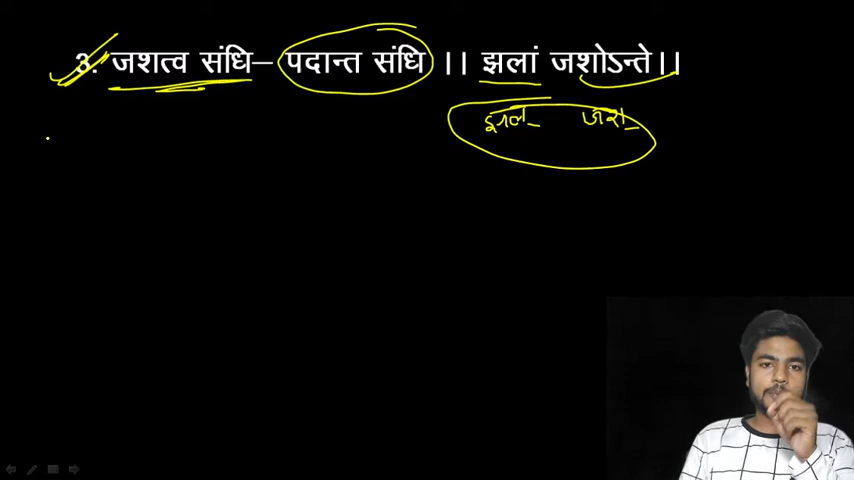 3. जशत्व संधि– पदान्त संधि || झलां जशोऽन्ते||
झल् जश्